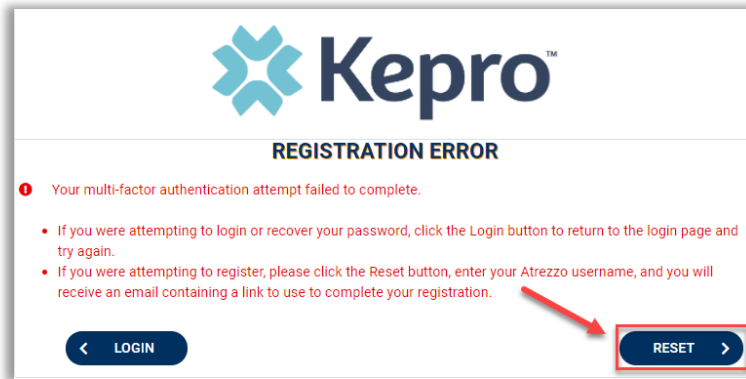 Kepro™
REGISTRATION ERROR
Your multi-factor authentication attempt failed to complete.
• If you were attempting to login or recover your password, click the Login button to return to the login page and
try again.
• If you were attempting to register, please click the Reset button, enter your Atrezzo username, and you will
receive an email containing a link to use to complete your registration.
LOGIN
RESET